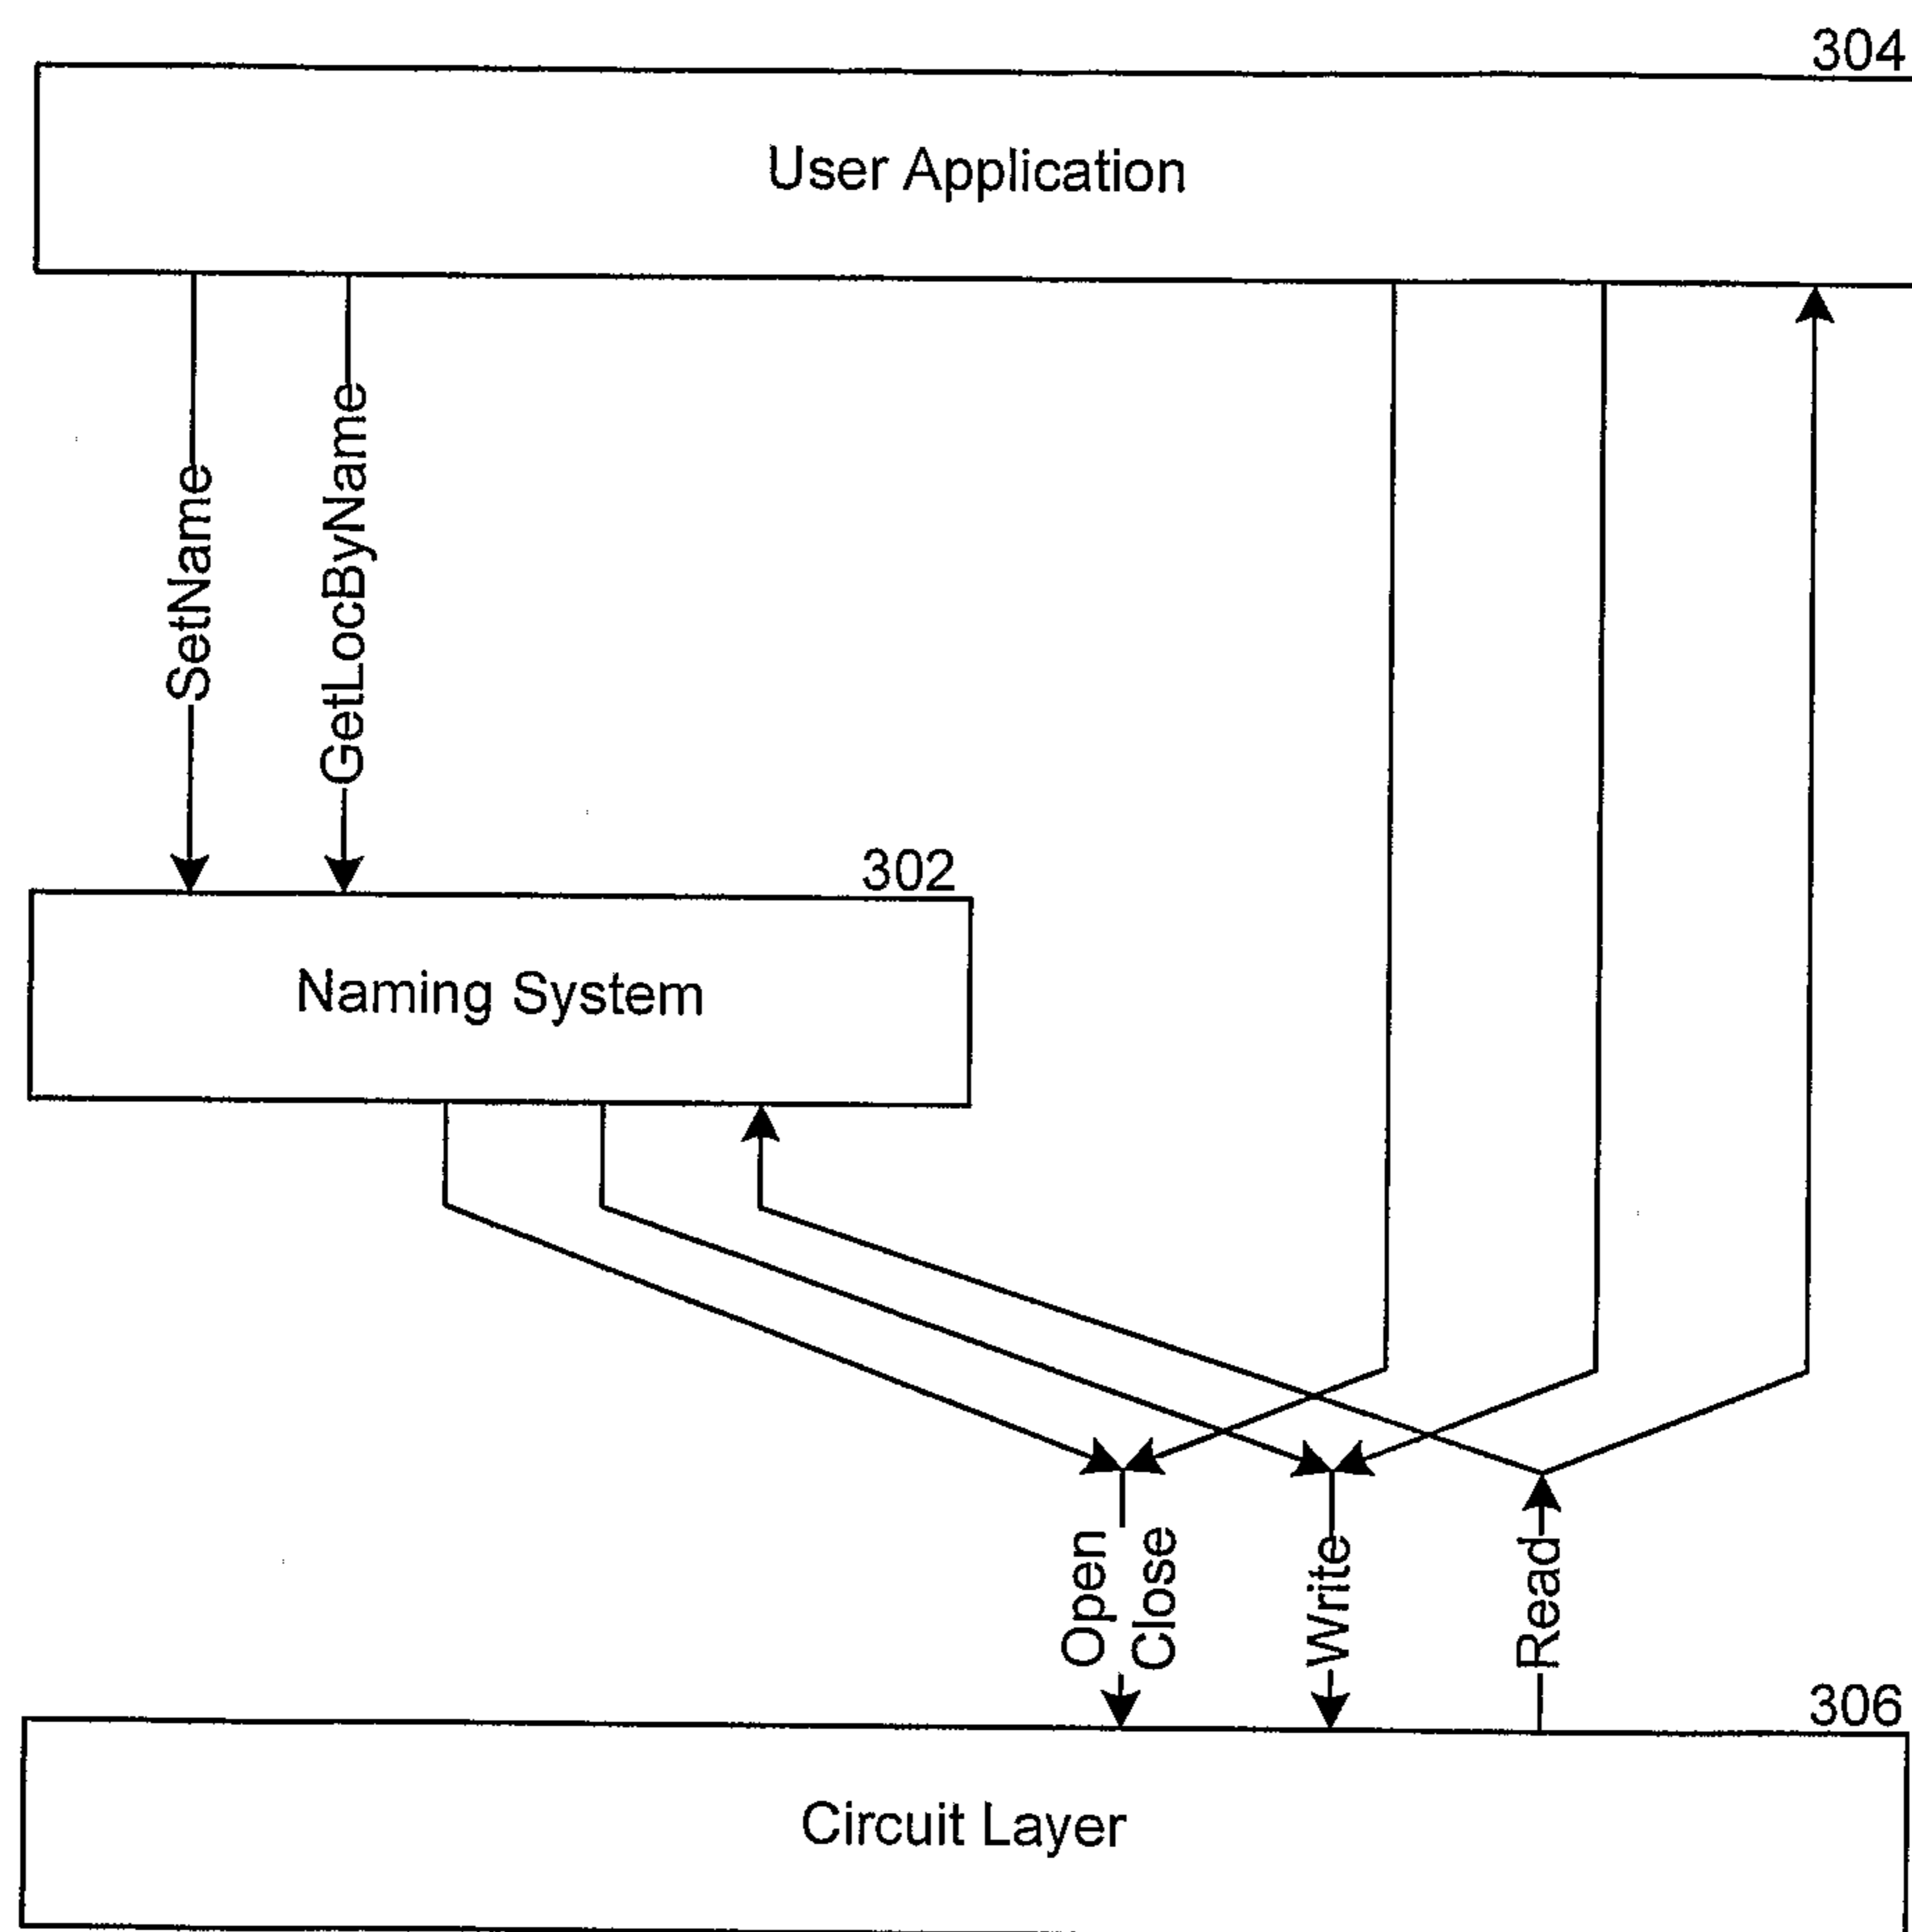 304
User Application
SetName
GetLocByName
302
Naming System
Open
Close
Write
Read
306
Circuit Layer